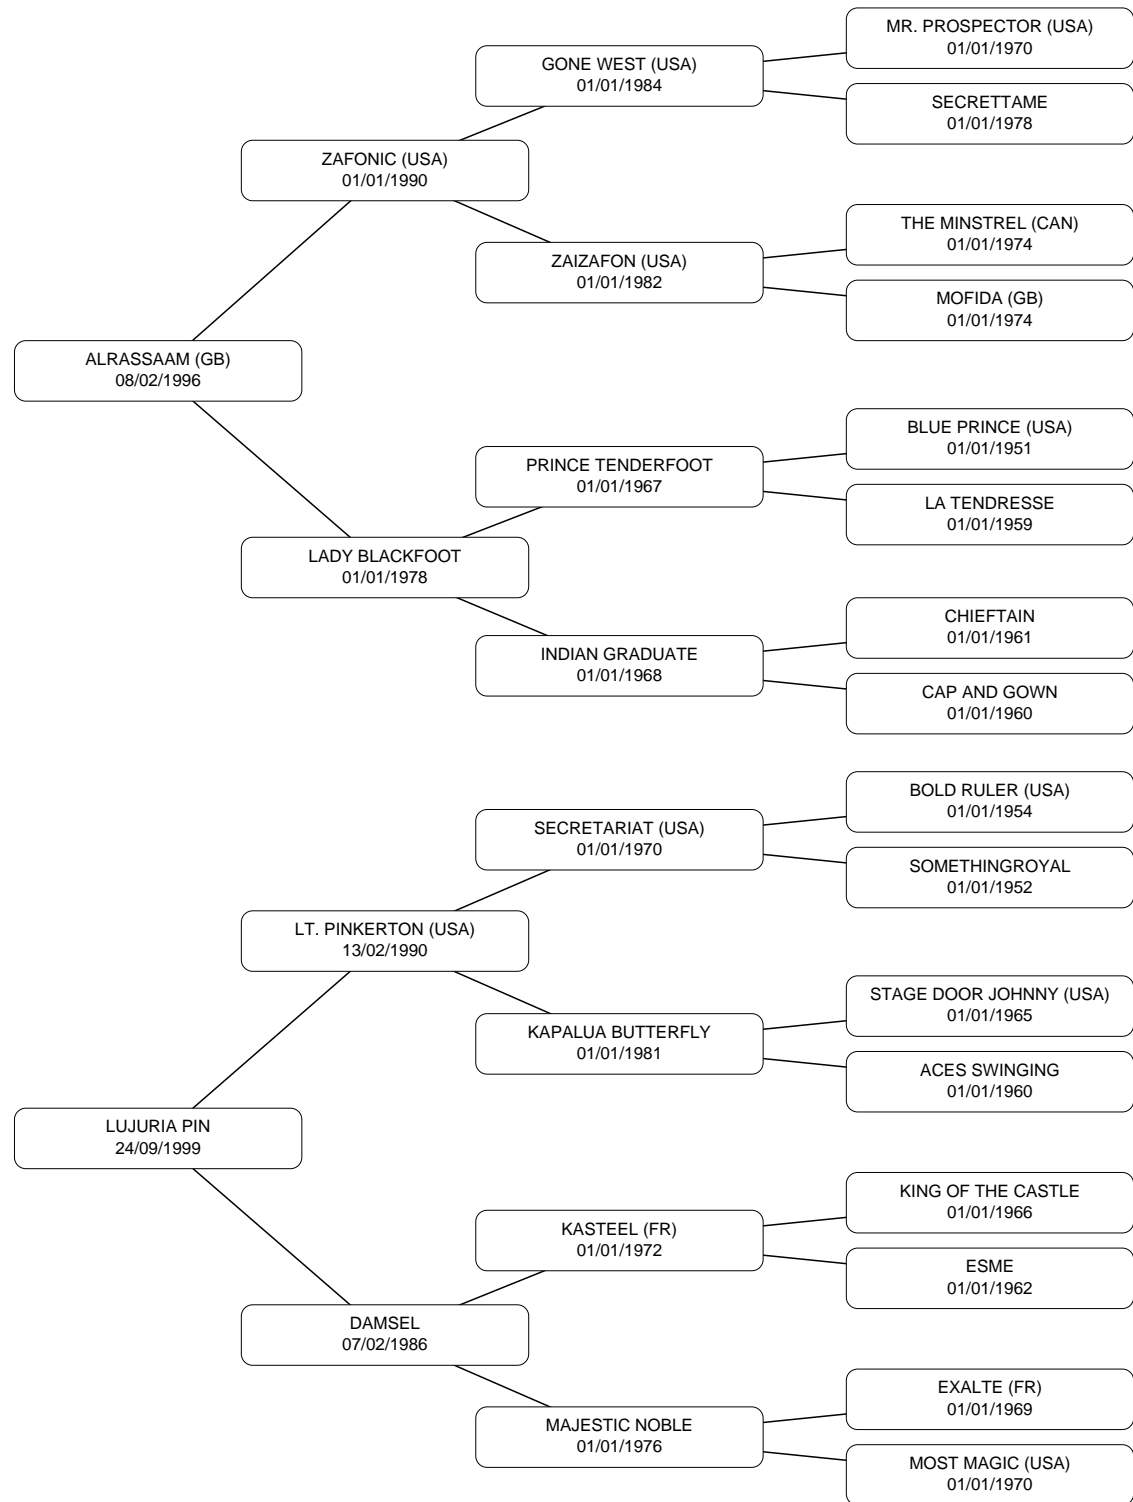 MR. PROSPECTOR (USA)
01/01/1970
GONE WEST (USA)
01/01/1984
SECRETTAME
01/01/1978
ZAFONIC (USA)
01/01/1990
THE MINSTREL (CAN)
01/01/1974
ZAIZAFON (USA)
01/01/1982
MOFIDA (GB)
01/01/1974
ALRASSAAM (GB)
08/02/1996
BLUE PRINCE (USA)
01/01/1951
PRINCE TENDERFOOT
01/01/1967
LA TENDRESSE
01/01/1959
LADY BLACKFOOT
01/01/1978
CHIEFTAIN
01/01/1961
INDIAN GRADUATE
01/01/1968
CAP AND GOWN
01/01/1960
BOLD RULER (USA)
01/01/1954
SECRETARIAT (USA)
01/01/1970
SOMETHINGROYAL
01/01/1952
LT. PINKERTON (USA)
13/02/1990
STAGE DOOR JOHNNY (USA)
01/01/1965
KAPALUA BUTTERFLY
01/01/1981
ACES SWINGING
01/01/1960
LUJURIA PIN
24/09/1999
KING OF THE CASTLE
01/01/1966
KASTEEL (FR)
01/01/1972
ESME
01/01/1962
DAMSEL
07/02/1986
EXALTE (FR)
01/01/1969
MAJESTIC NOBLE
01/01/1976
MOST MAGIC (USA)
01/01/1970